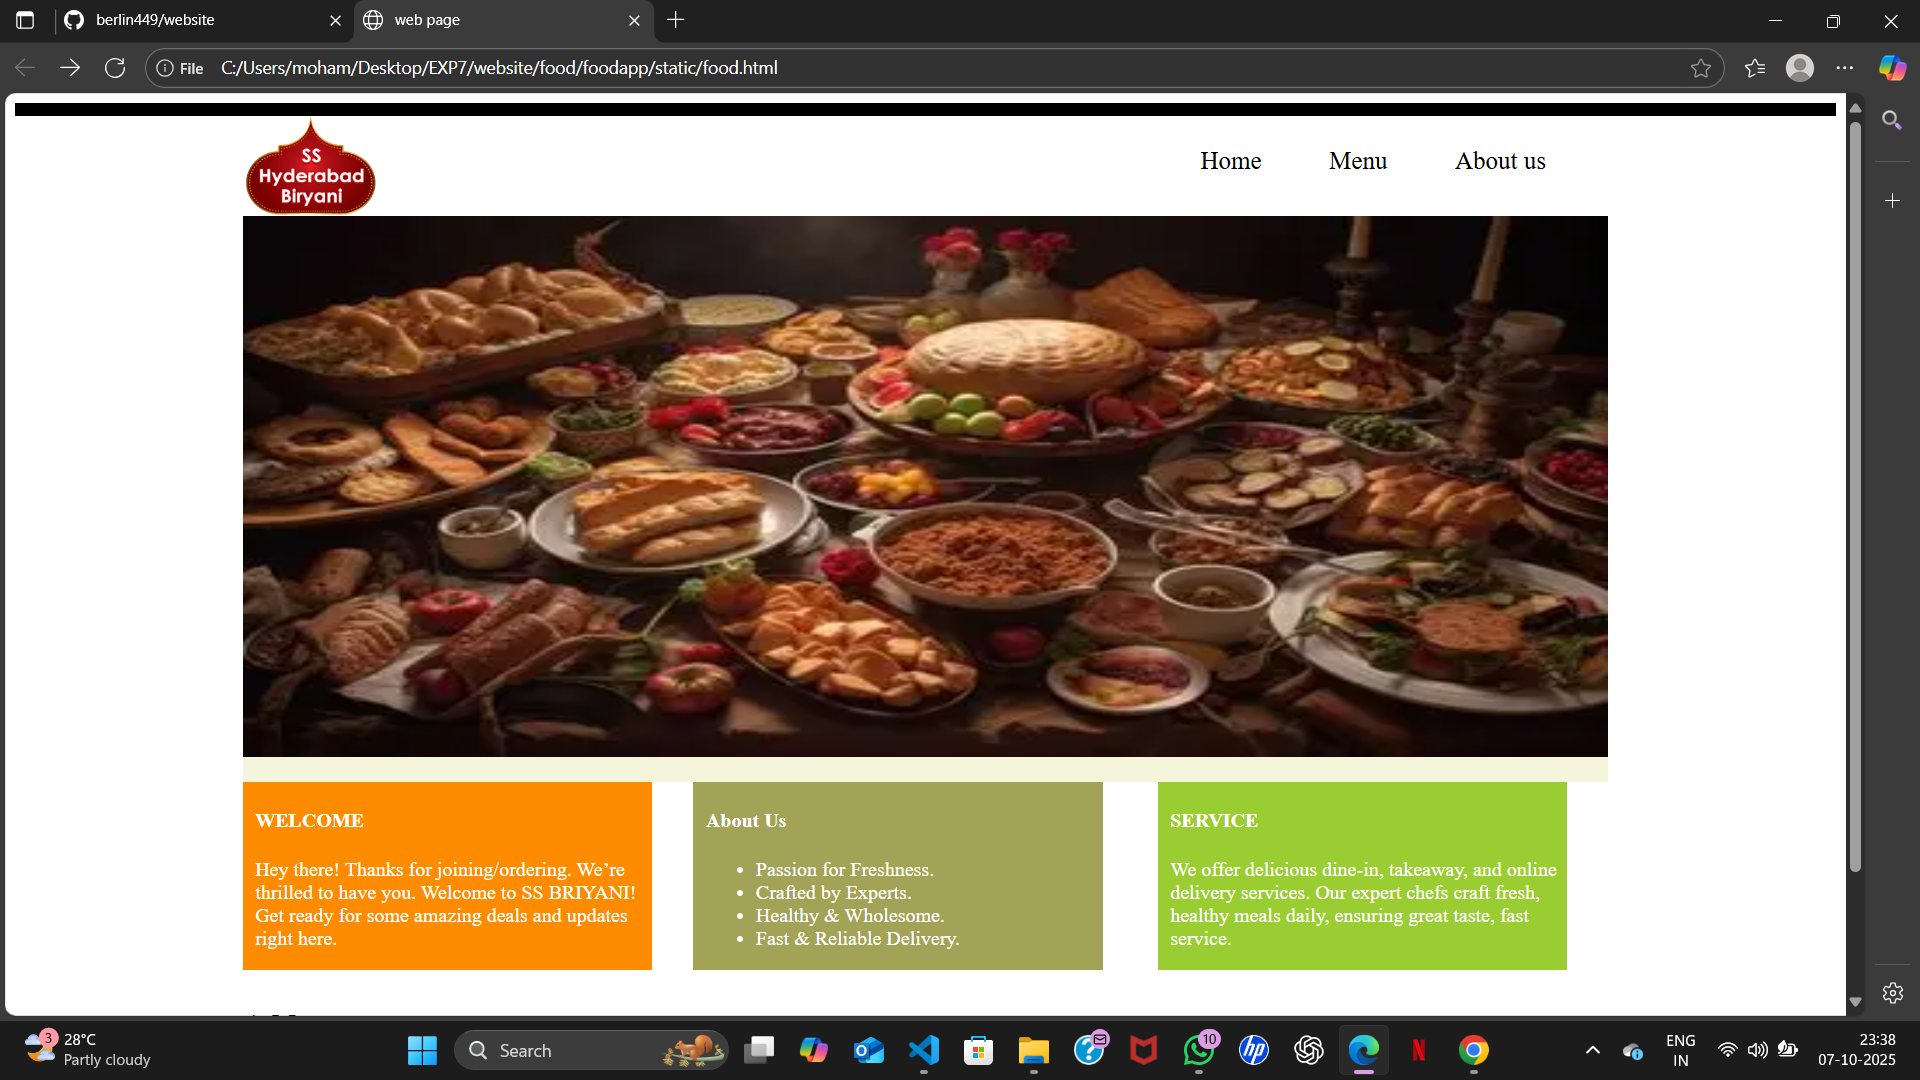 berlin449/website
web page
File
C:/Users/moham/Desktop/EXP7/website/food/foodapp/static/food.html
SS
Hyderabad
Biryani
Home
Menu
About us
WELCOME
Hey there! Thanks for joining/ordering. We’re
thrilled to have you. Welcome to SS BRIYANI!
Get ready for some amazing deals and updates
right here.
About Us
• Passion for Freshness.
• Crafted by Experts.
• Healthy & Wholesome.
• Fast & Reliable Delivery.
SERVICE
We offer delicious dine-in, takeaway, and online
delivery services. Our expert chefs craft fresh,
healthy meals daily, ensuring great taste, fast
service.
3
28°C
Partly cloudy
Search
10
hp
N
ENG
IN
23:38
07-10-2025